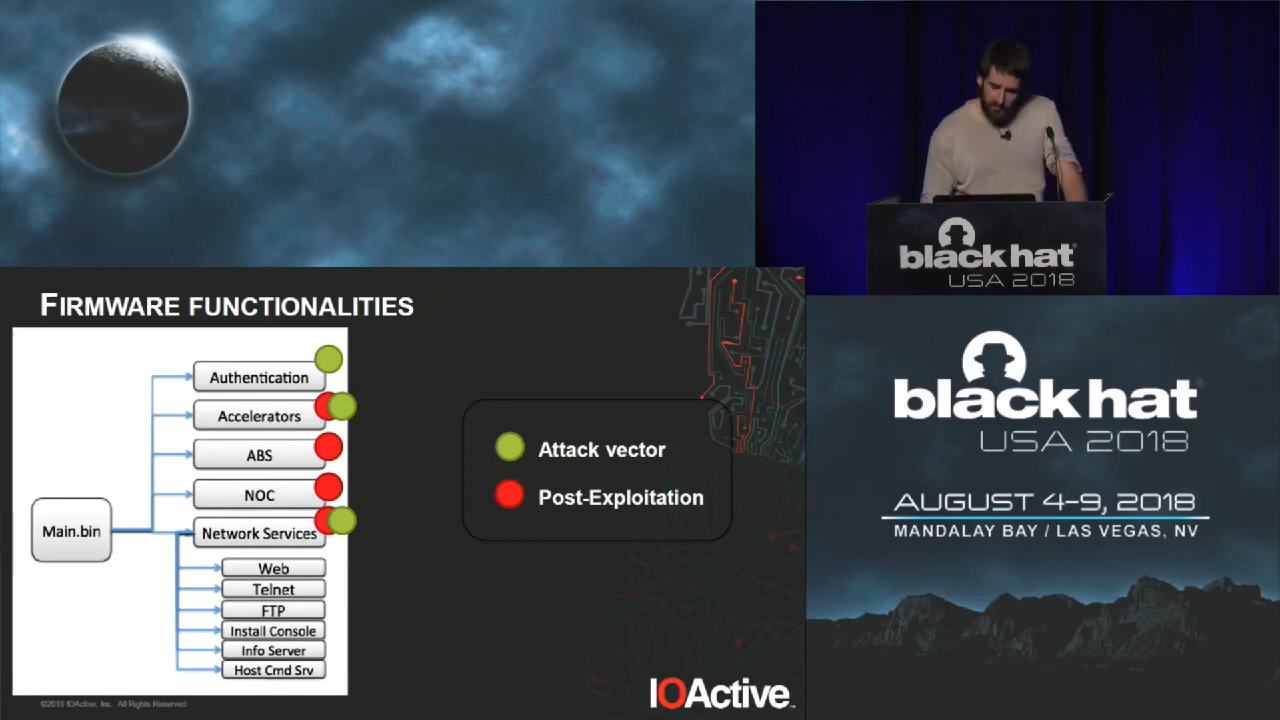 black hat
USA 2018
FIRMWARE FUNCTIONALITIES
Main.bin
Authentication
Accelerators
ABS
NOC
Network Services
Web
Telnet
FTP
Install Console
Info Server
Host Cmd Srv
Attack vector
Post-Exploitation
©2018 IOActive, Inc. All Rights Reserved
IOActive
black hat
USA 2018
AUGUST 4-9, 2018
MANDALAY BAY / LAS VEGAS, NV